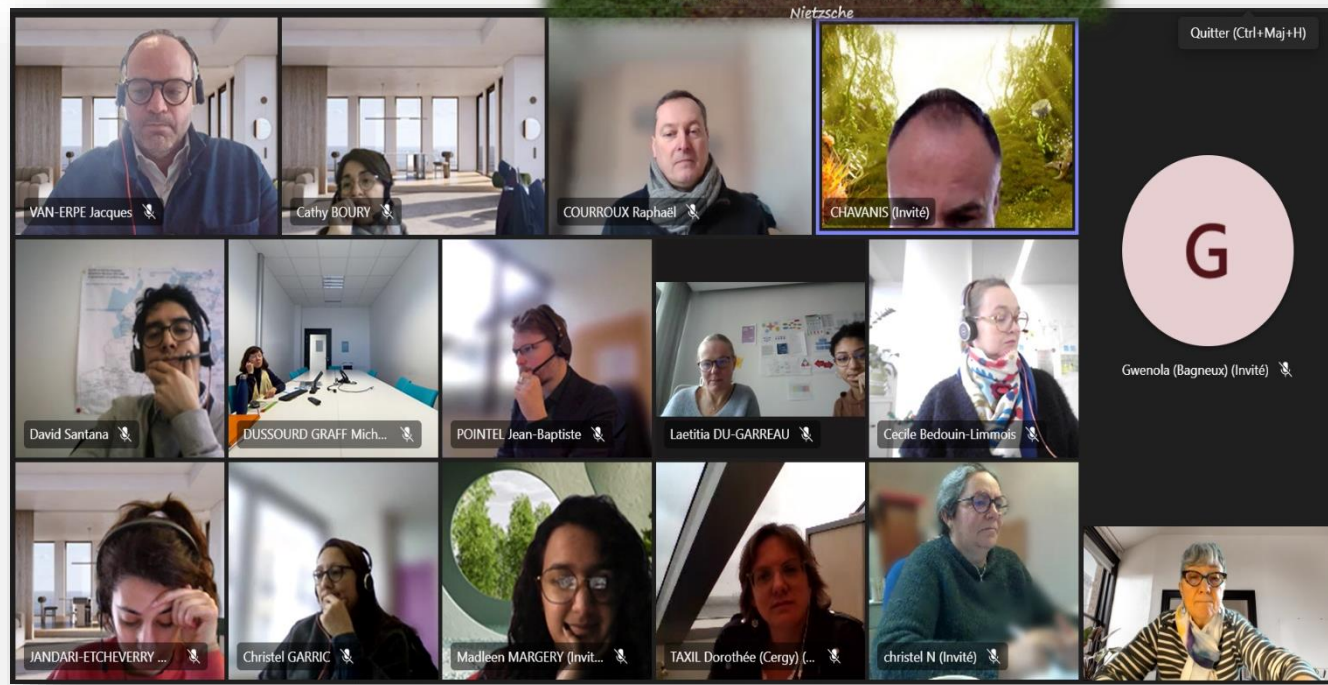 Nietzsche
Quitter (Ctrl+Maj+H)
VAN-ERPE Jacques
Cathy BOURY
COURROUX Raphaël
CHAVANIS (Invité)
G
Gwenola (Bagneux) (Invité)
David Santana
DUSSOURD GRAFF Mich...
POINTEL Jean-Baptiste
Laetitia DU-GARREAU
Cecile Bedouin-Limmois
JANDARI-ETCHEVERRY ...
Christel GARRIC
Madleen MARGERY (Invit...
TAXIL Dorothée (Cergy) (...
christel N (Invité)